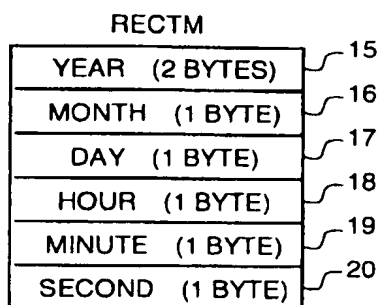 RECTM
YEAR (2 BYTES) 15
MONTH (1 BYTE) 16
DAY (1 BYTE) 17
HOUR (1 BYTE) 18
MINUTE (1 BYTE) 19
SECOND (1 BYTE) 20